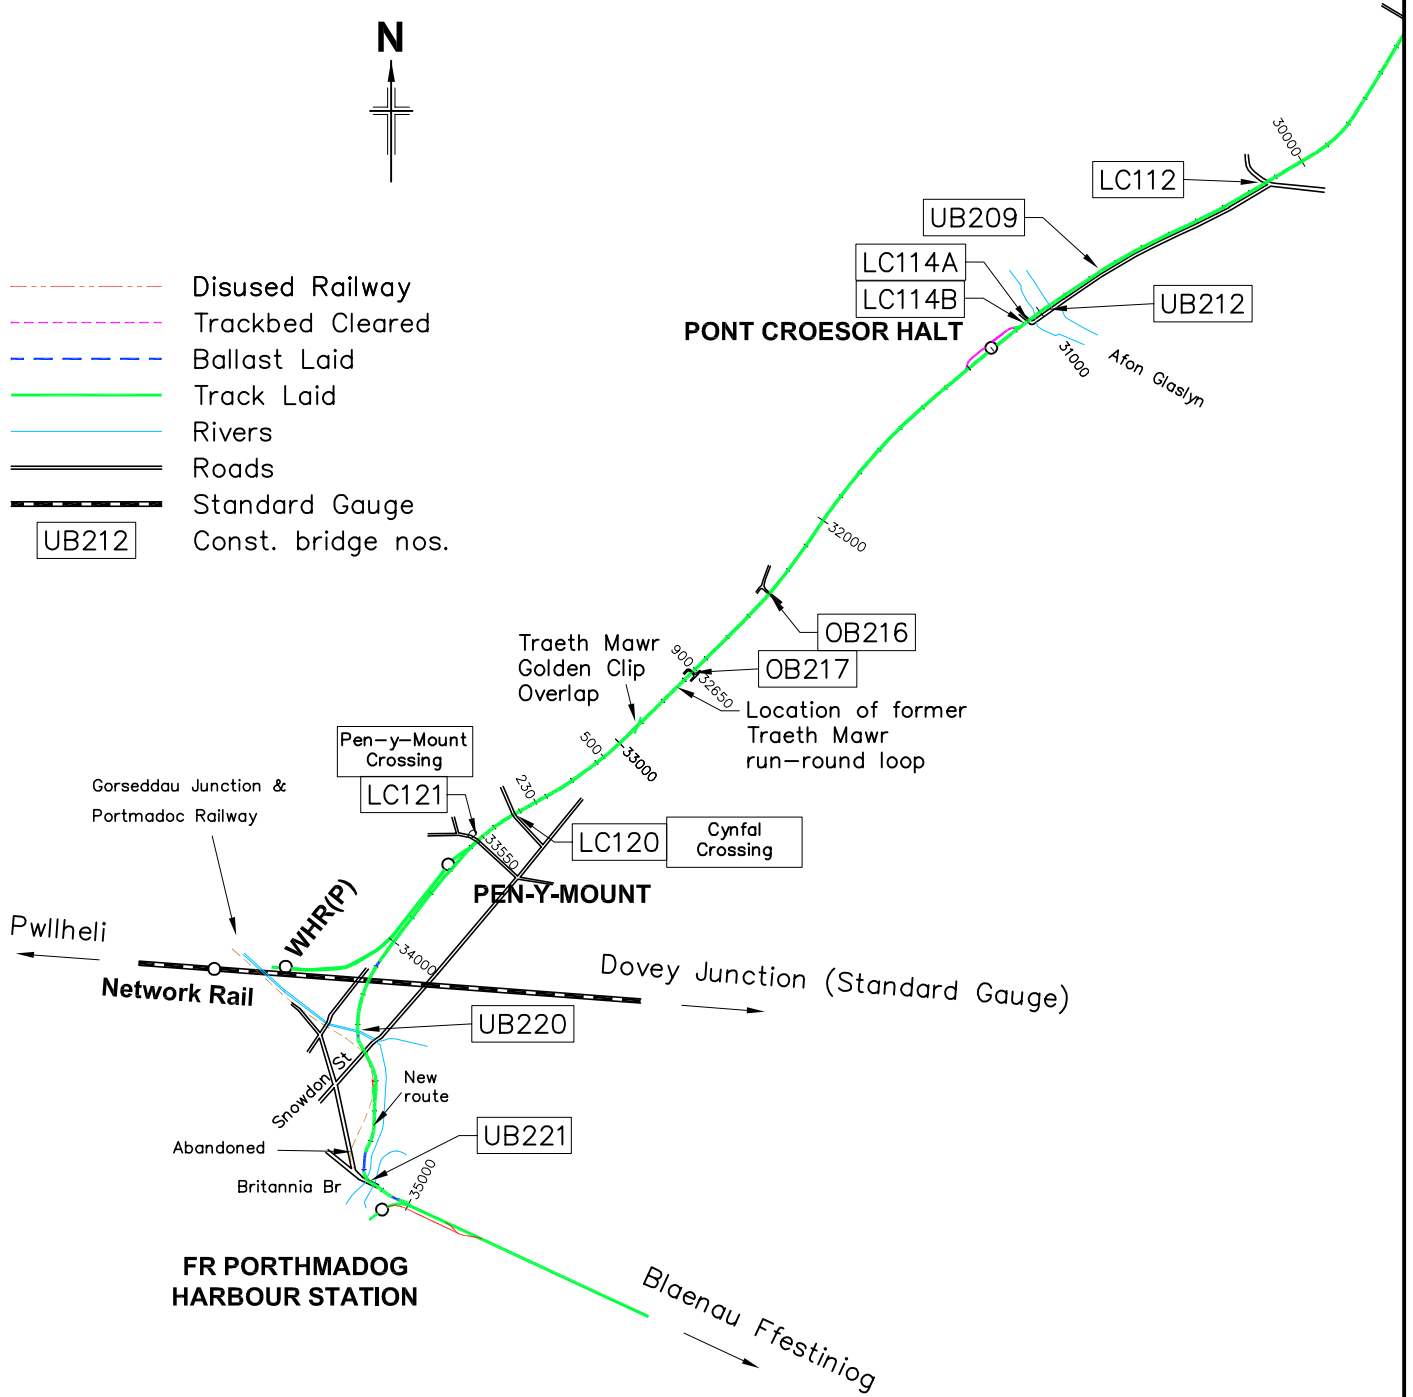 N
30000
LC112
UB209
LC114A
LC114B
UB212
PONT CROESOR HALT
31000
Afon Glaslyn
Disused Railway
Trackbed Cleared
Ballast Laid
Track Laid
Rivers
Roads
Standard Gauge
UB212
Const. bridge nos.
32000
OB216
OB217
900
32650
Traeth Mawr
Golden Clip
Overlap
Location of former
Traeth Mawr
run-round loop
500
33000
Pen-y-Mount
Crossing
LC121
230
Gorseddau Junction &
Portmadoc Railway
LC120
Cynfal
Crossing
33550
PEN-Y-MOUNT
WHR(P)
Pwllheli
34000
Network Rail
Dovey Junction (Standard Gauge)
UB220
Snowdon St
New
route
UB221
Abandoned
Britannia Br
35000
FR PORTHMADOG
HARBOUR STATION
Blaenau Ffestiniog